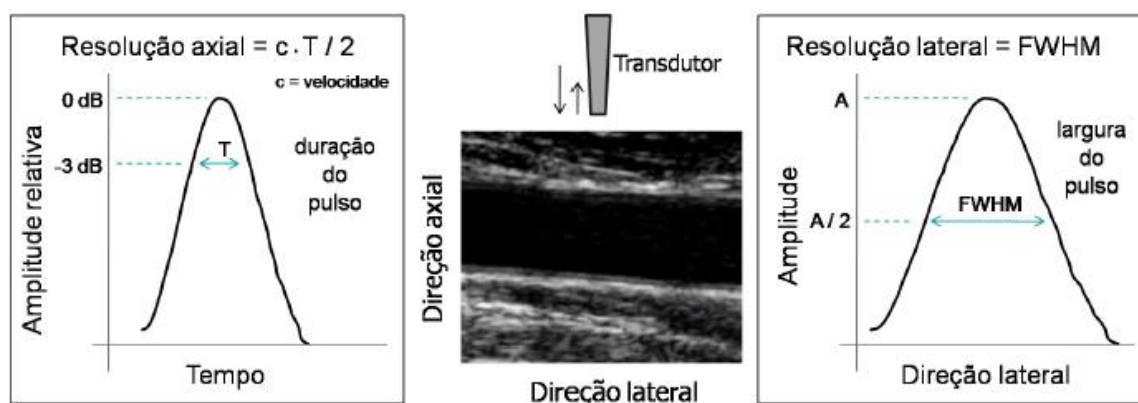 Resolução axial = c . T / 2
c = velocidade
0 dB
-3 dB
T
duração
do
pulso
Amplitude relativa
Tempo
Transdutor
Direção axial
Direção lateral
Resolução lateral = FWHM
A
largura
do
pulso
FWHM
A / 2
Amplitude
Direção lateral